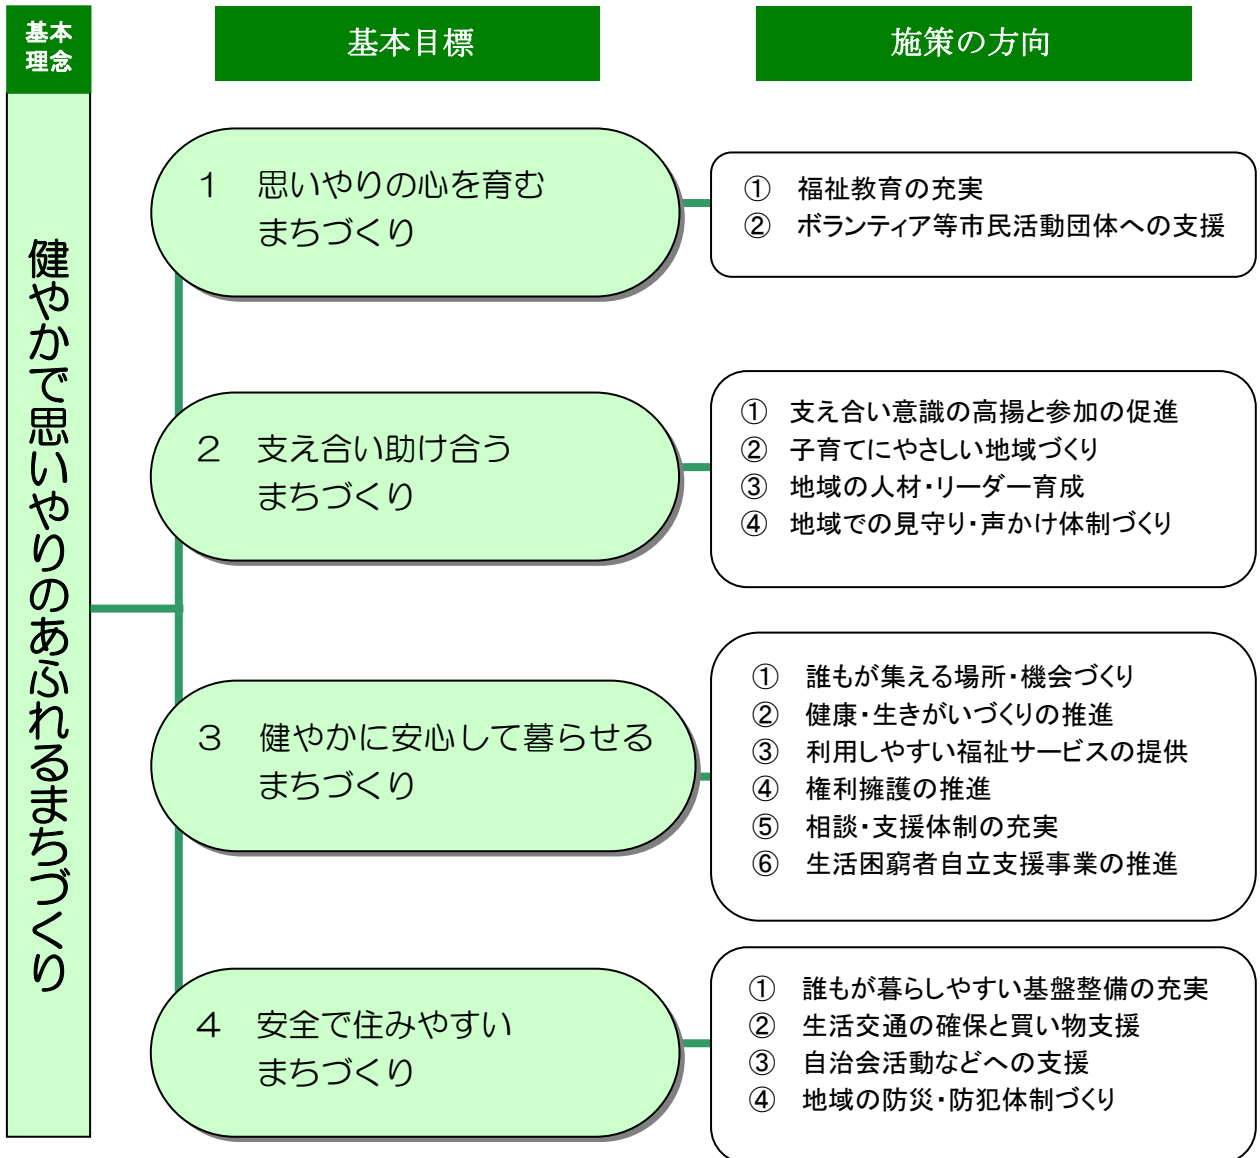 基本
理念
基本目標
施策の方向
健やかで思いやりのあふれるまちづくり
1 思いやりの心を育む
まちづくり
① 福祉教育の充実
② ボランティア等市民活動団体への支援
2 支え合い助け合う
まちづくり
① 支え合い意識の高揚と参加の促進
② 子育てにやさしい地域づくり
③ 地域の人材・リーダー育成
④ 地域での見守り・声かけ体制づくり
3 健やかに安心して暮らせる
まちづくり
① 誰もが集える場所・機会づくり
② 健康・生きがいづくりの推進
③ 利用しやすい福祉サービスの提供
④ 権利擁護の推進
⑤ 相談・支援体制の充実
⑥ 生活困窮者自立支援事業の推進
4 安全で住みやすい
まちづくり
① 誰もが暮らしやすい基盤整備の充実
② 生活交通の確保と買い物支援
③ 自治会活動などへの支援
④ 地域の防災・防犯体制づくり